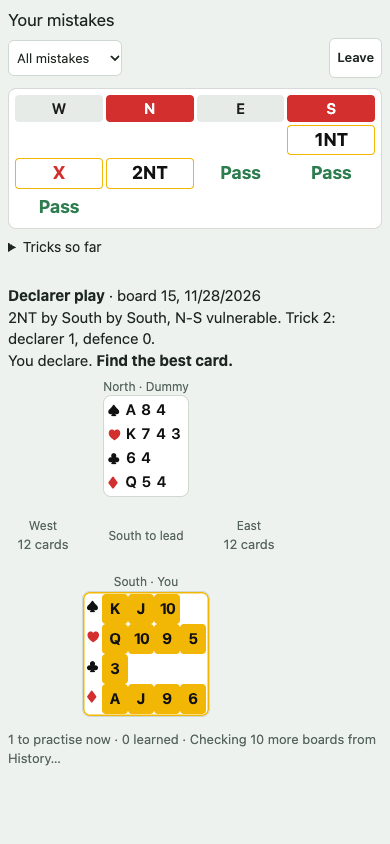 Your mistakes
All mistakes
Leave
W N E S
1NT
X 2NT Pass Pass
Pass
▶ Tricks so far
Declarer play · board 15, 11/28/2026
2NT by South by South, N-S vulnerable. Trick 2:
declarer 1, defence 0.
You declare. Find the best card.
North · Dummy
♠ A 8 4
♥ K 7 4 3
♣ 6 4
♦ Q 5 4
West
12 cards
South to lead
East
12 cards
South · You
♠ K J 10
♥ Q 10 9 5
♣ 3
♦ A J 9 6
1 to practise now · 0 learned · Checking 10 more boards from
History…